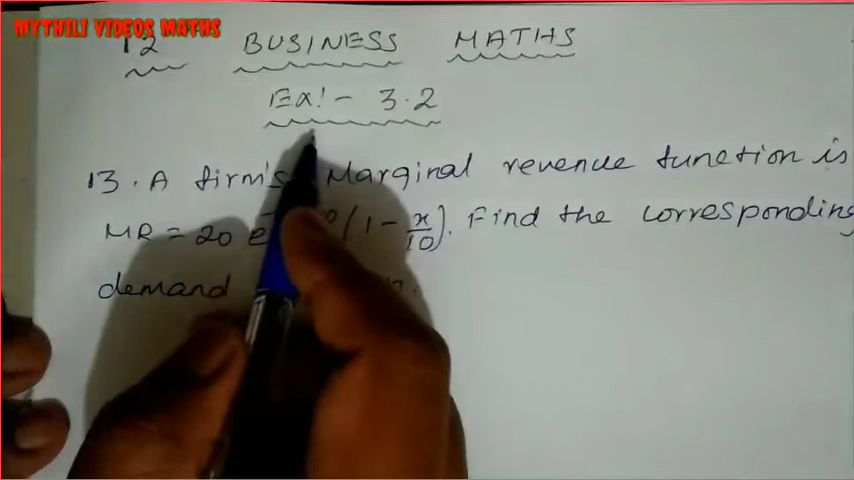 MYTHILI VIDEOS MATHS
12 BUSINESS MATHS
Ex:- 3.2
13. A firm's Marginal revenue function is
MR = 20 e (1 - x/10). Find the corresponding
demand